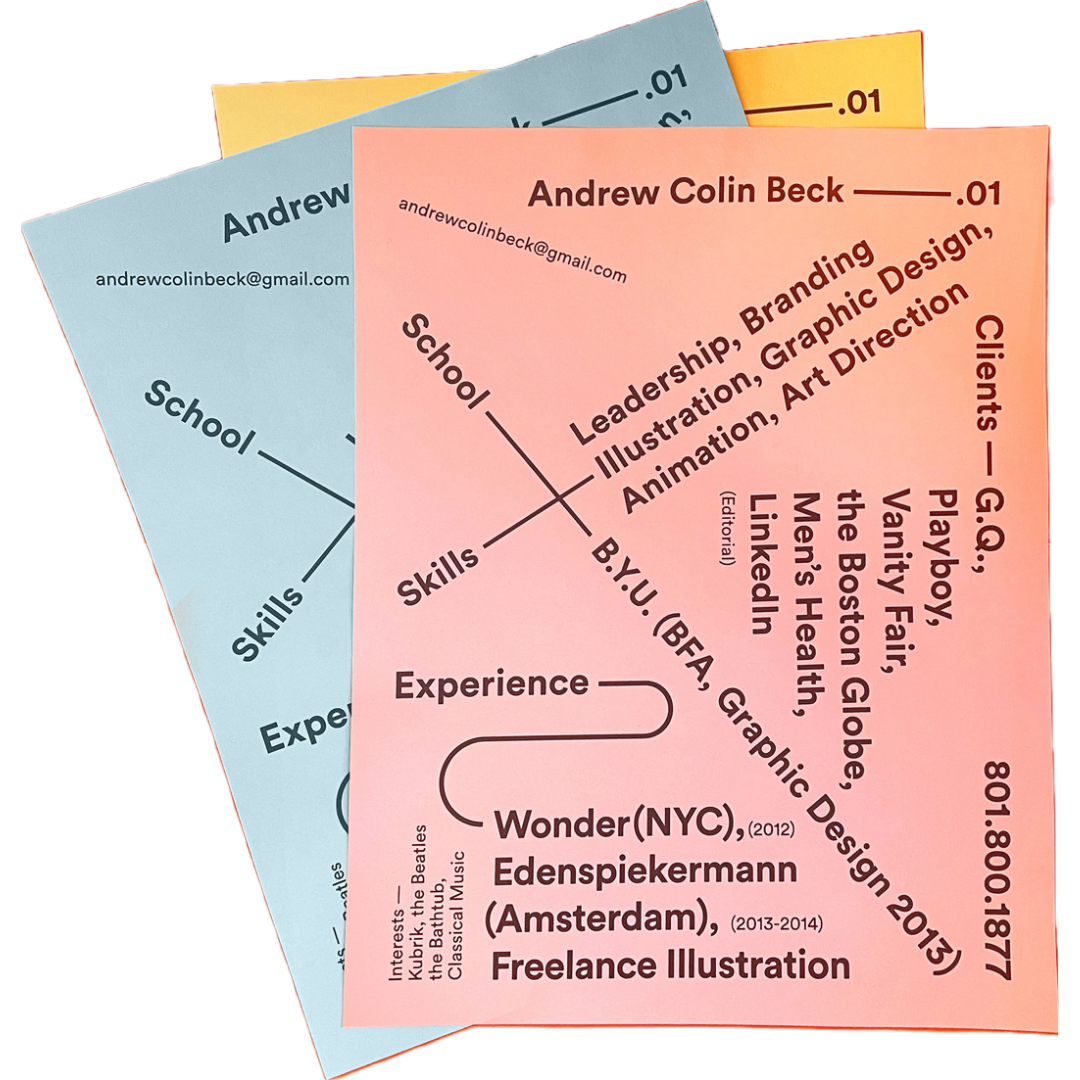 .01
.01
Andrew
andrewcolinbeck@gmail.com
School
Skills
Andrew Colin Beck — .01
andrewcolinbeck@gmail.com
School
B.Y.U. (BFA, Graphic Design 2013)
Skills
Leadership, Branding
Illustration, Graphic Design,
Animation, Art Direction
Clients — G.Q.,
Playboy,
Vanity Fair,
the Boston Globe,
Men's Health,
LinkedIn
(Editorial)
801.800.1877
Experience
Wonder(NYC), (2012)
Edenspiekermann
(Amsterdam), (2013-2014)
Freelance Illustration
Interests —
Kubrik, the Beatles
the Bathtub,
Classical Music